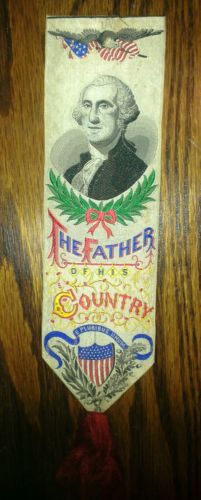 THE FATHER
OF HIS
COUNTRY
E PLURIBUS UNUM